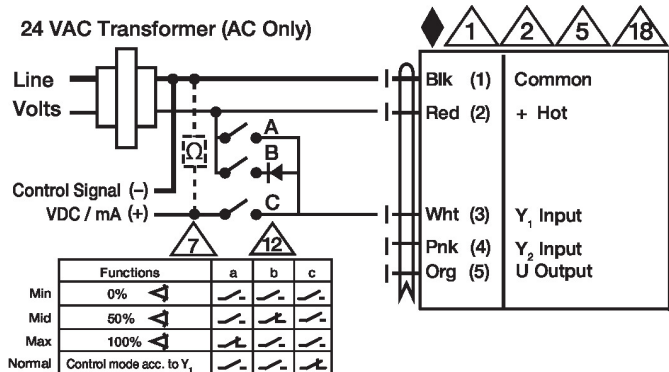 24 VAC Transformer (AC Only)
1 2 5 18
Line
Volts
Blk (1) Common
Red (2) + Hot
A
B
C
Ω
Control Signal (–)
VDC / mA (+)
Wht (3) Y₁ Input
Pnk (4) Y₂ Input
Org (5) U Output
7 12
Functions a b c
Min 0%
Mid 50%
Max 100%
Normal Control mode acc. to Y₁